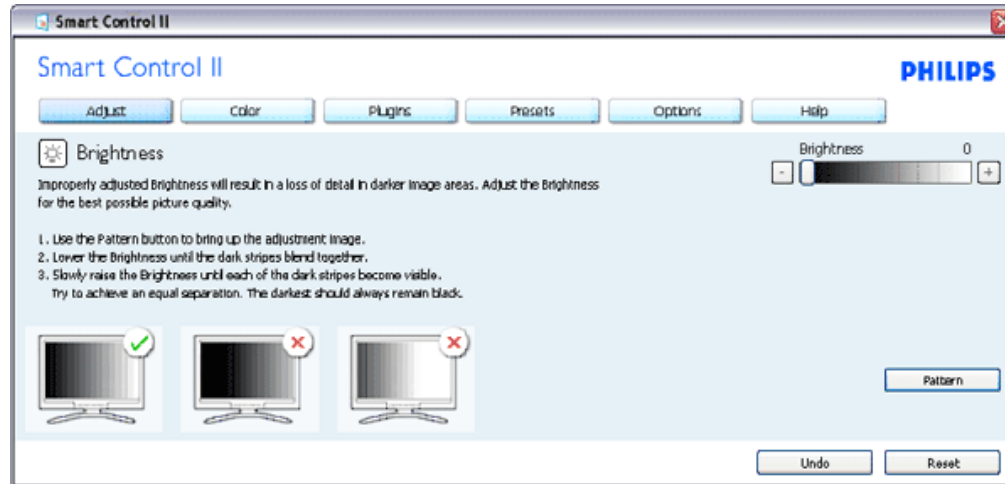 Smart Control II
Smart Control II
PHILIPS
Adjust Color Plugins Presets Options Help
Brightness
Brightness 0
- +
Improperly adjusted Brightness will result in a loss of detail in darker image areas. Adjust the Brightness
for the best possible picture quality.
1. Use the Pattern button to bring up the adjustment image.
2. Lower the Brightness until the dark stripes blend together.
3. Slowly raise the Brightness until each of the dark stripes become visible.
Try to achieve an equal separation. The darkest should always remain black.
Pattern
Undo Reset